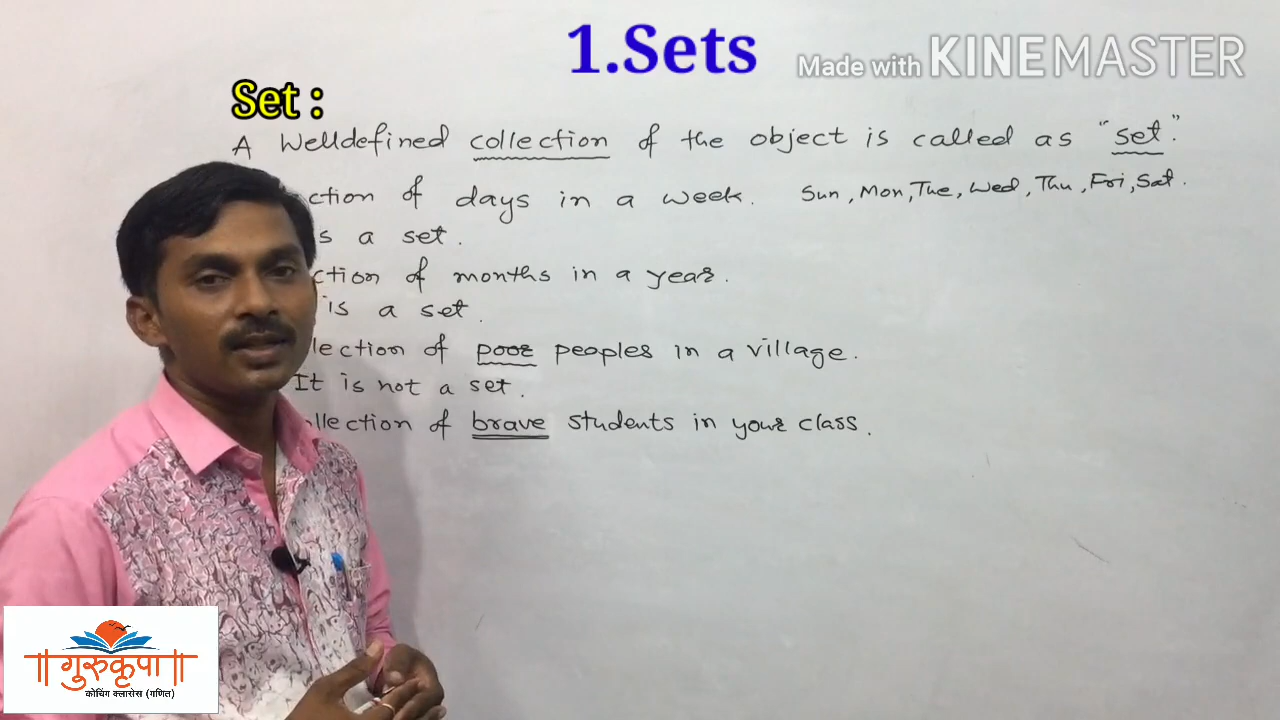 1.Sets
Made with KINEMASTER
Set :
A Welldefined collection of the object is called as "set."
ction of days in a week. Sun, Mon, Tue, Wed, Thu, Fri, Sat.
s a set.
ction of months in a year.
is a set.
lection of poor peoples in a village.
It is not a set.
ollection of brave students in your class.
॥ गुरुकृपा ॥
कोचिंग क्लासेस (गणित)